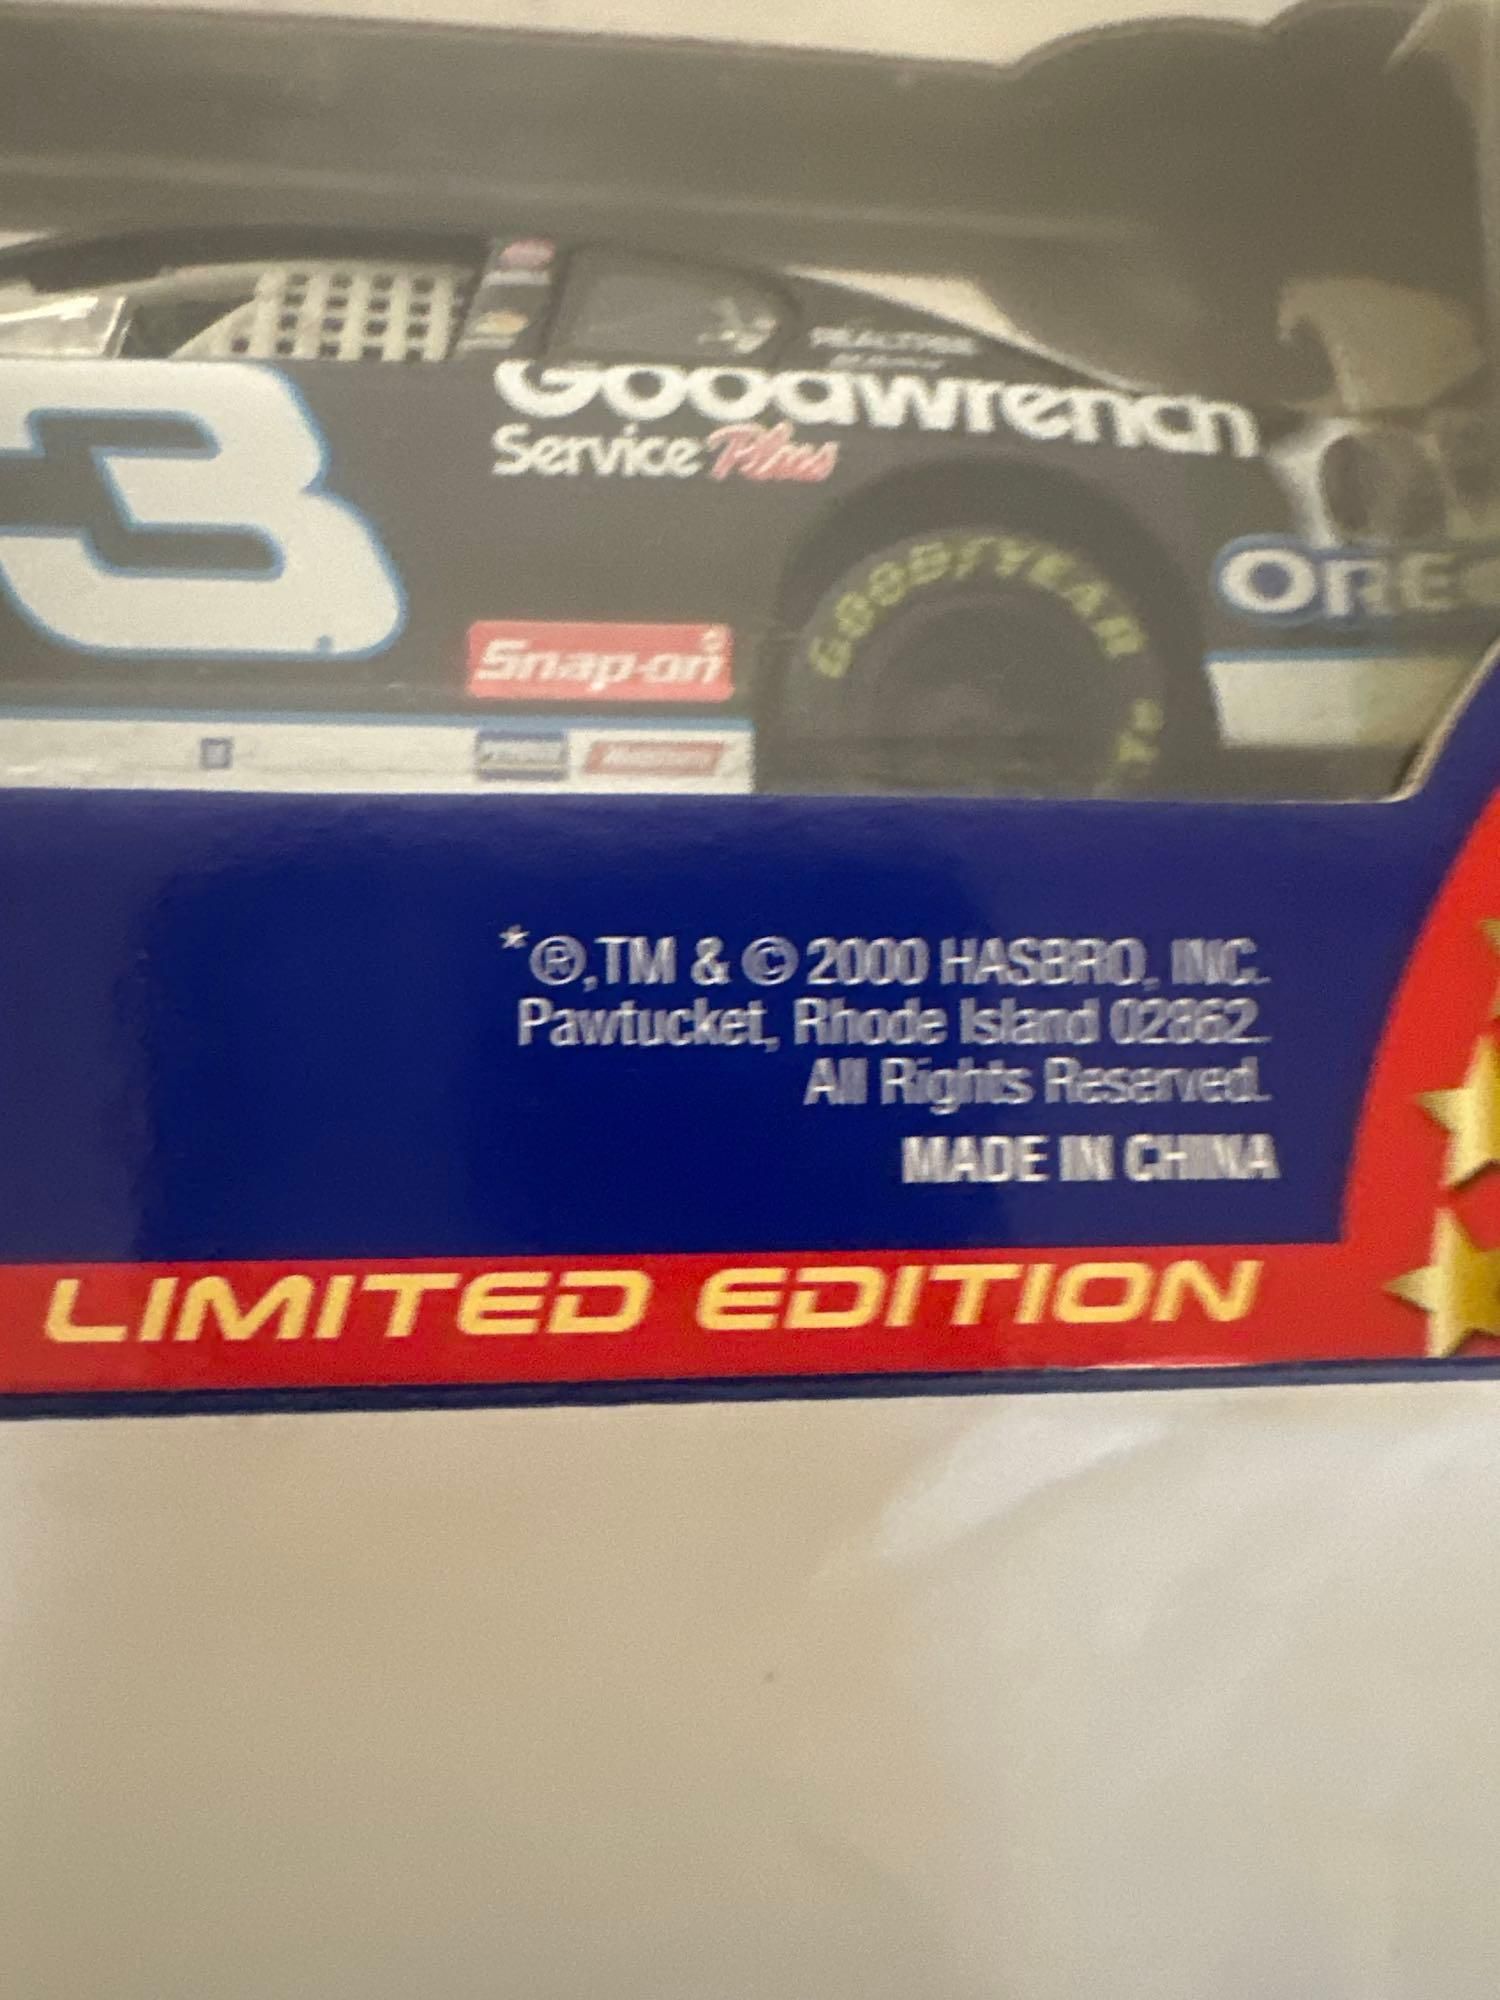 Goodwrench
Service Plus
3
OREO
GOODYEAR
Snap-on
*®,TM & © 2000 HASBRO, INC.
Pawtucket, Rhode Island 02862.
All Rights Reserved.
MADE IN CHINA
LIMITED EDITION